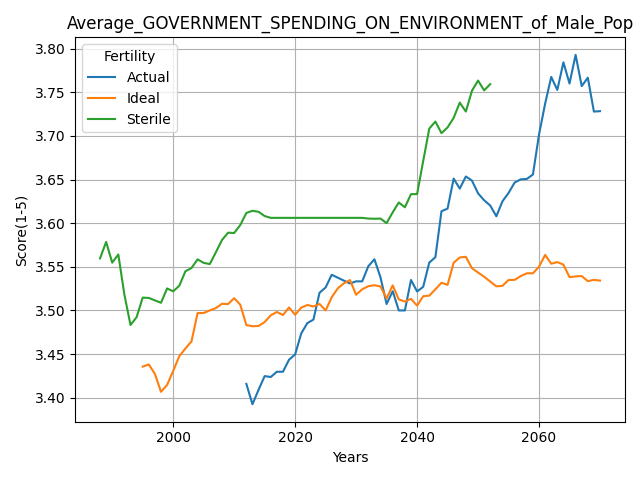 Average_GOVERNMENT_SPENDING_ON_ENVIRONMENT_of_Male_Pop
Fertility
Actual
Ideal
Sterile
Score(1-5)
3.80
3.75
3.70
3.65
3.60
3.55
3.50
3.45
3.40
2000
2020
2040
2060
Years